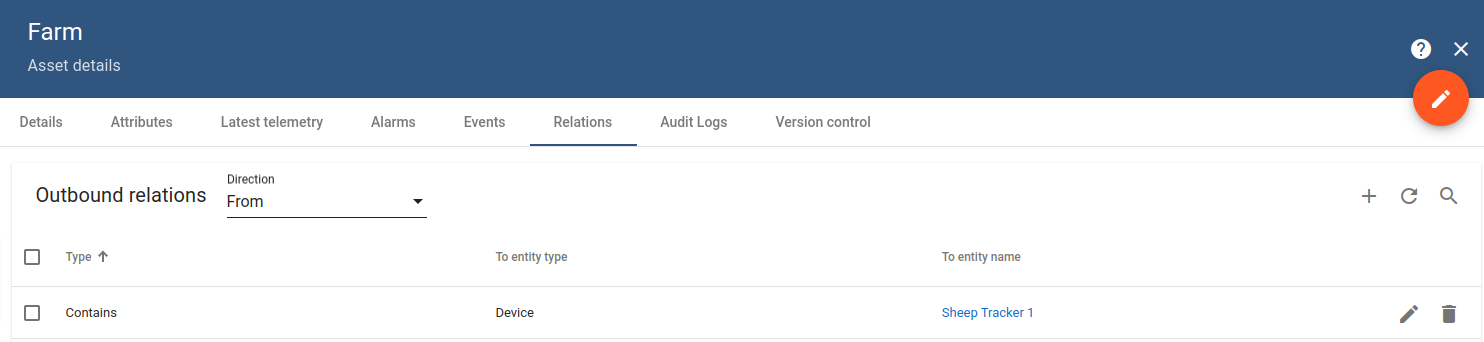 Farm
Asset details
Details Attributes Latest telemetry Alarms Events Relations Audit Logs Version control
Direction
Outbound relations From
Type To entity type To entity name
Contains Device Sheep Tracker 1